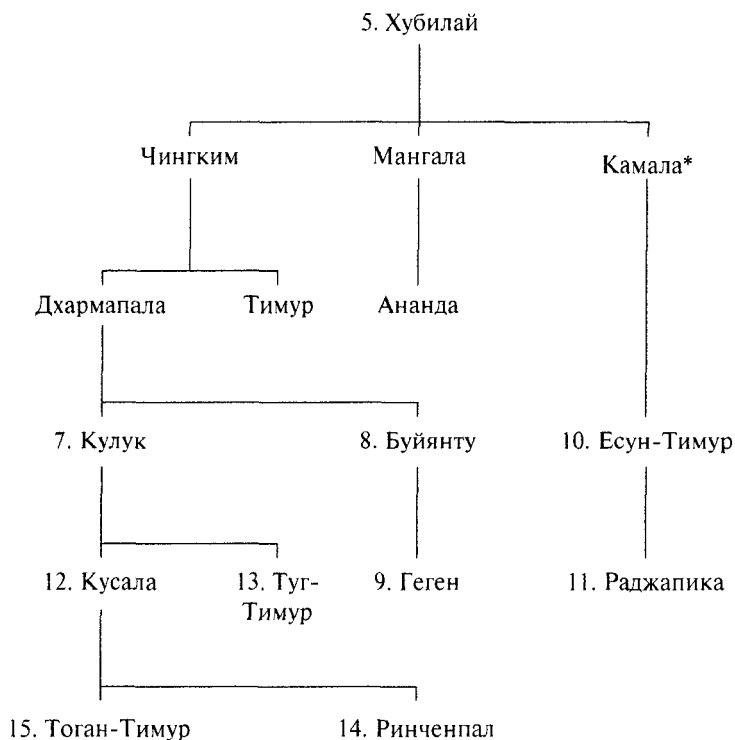 5. Хубилай
Чингким Мангала Камала*
Дхармапала Тимур Ананда
7. Кулук 8. Буйянту 10. Есун-Тимур
12. Кусала 13. Туг-Тимур 9. Геген 11. Раджапика
15. Тоган-Тимур 14. Ринченпал